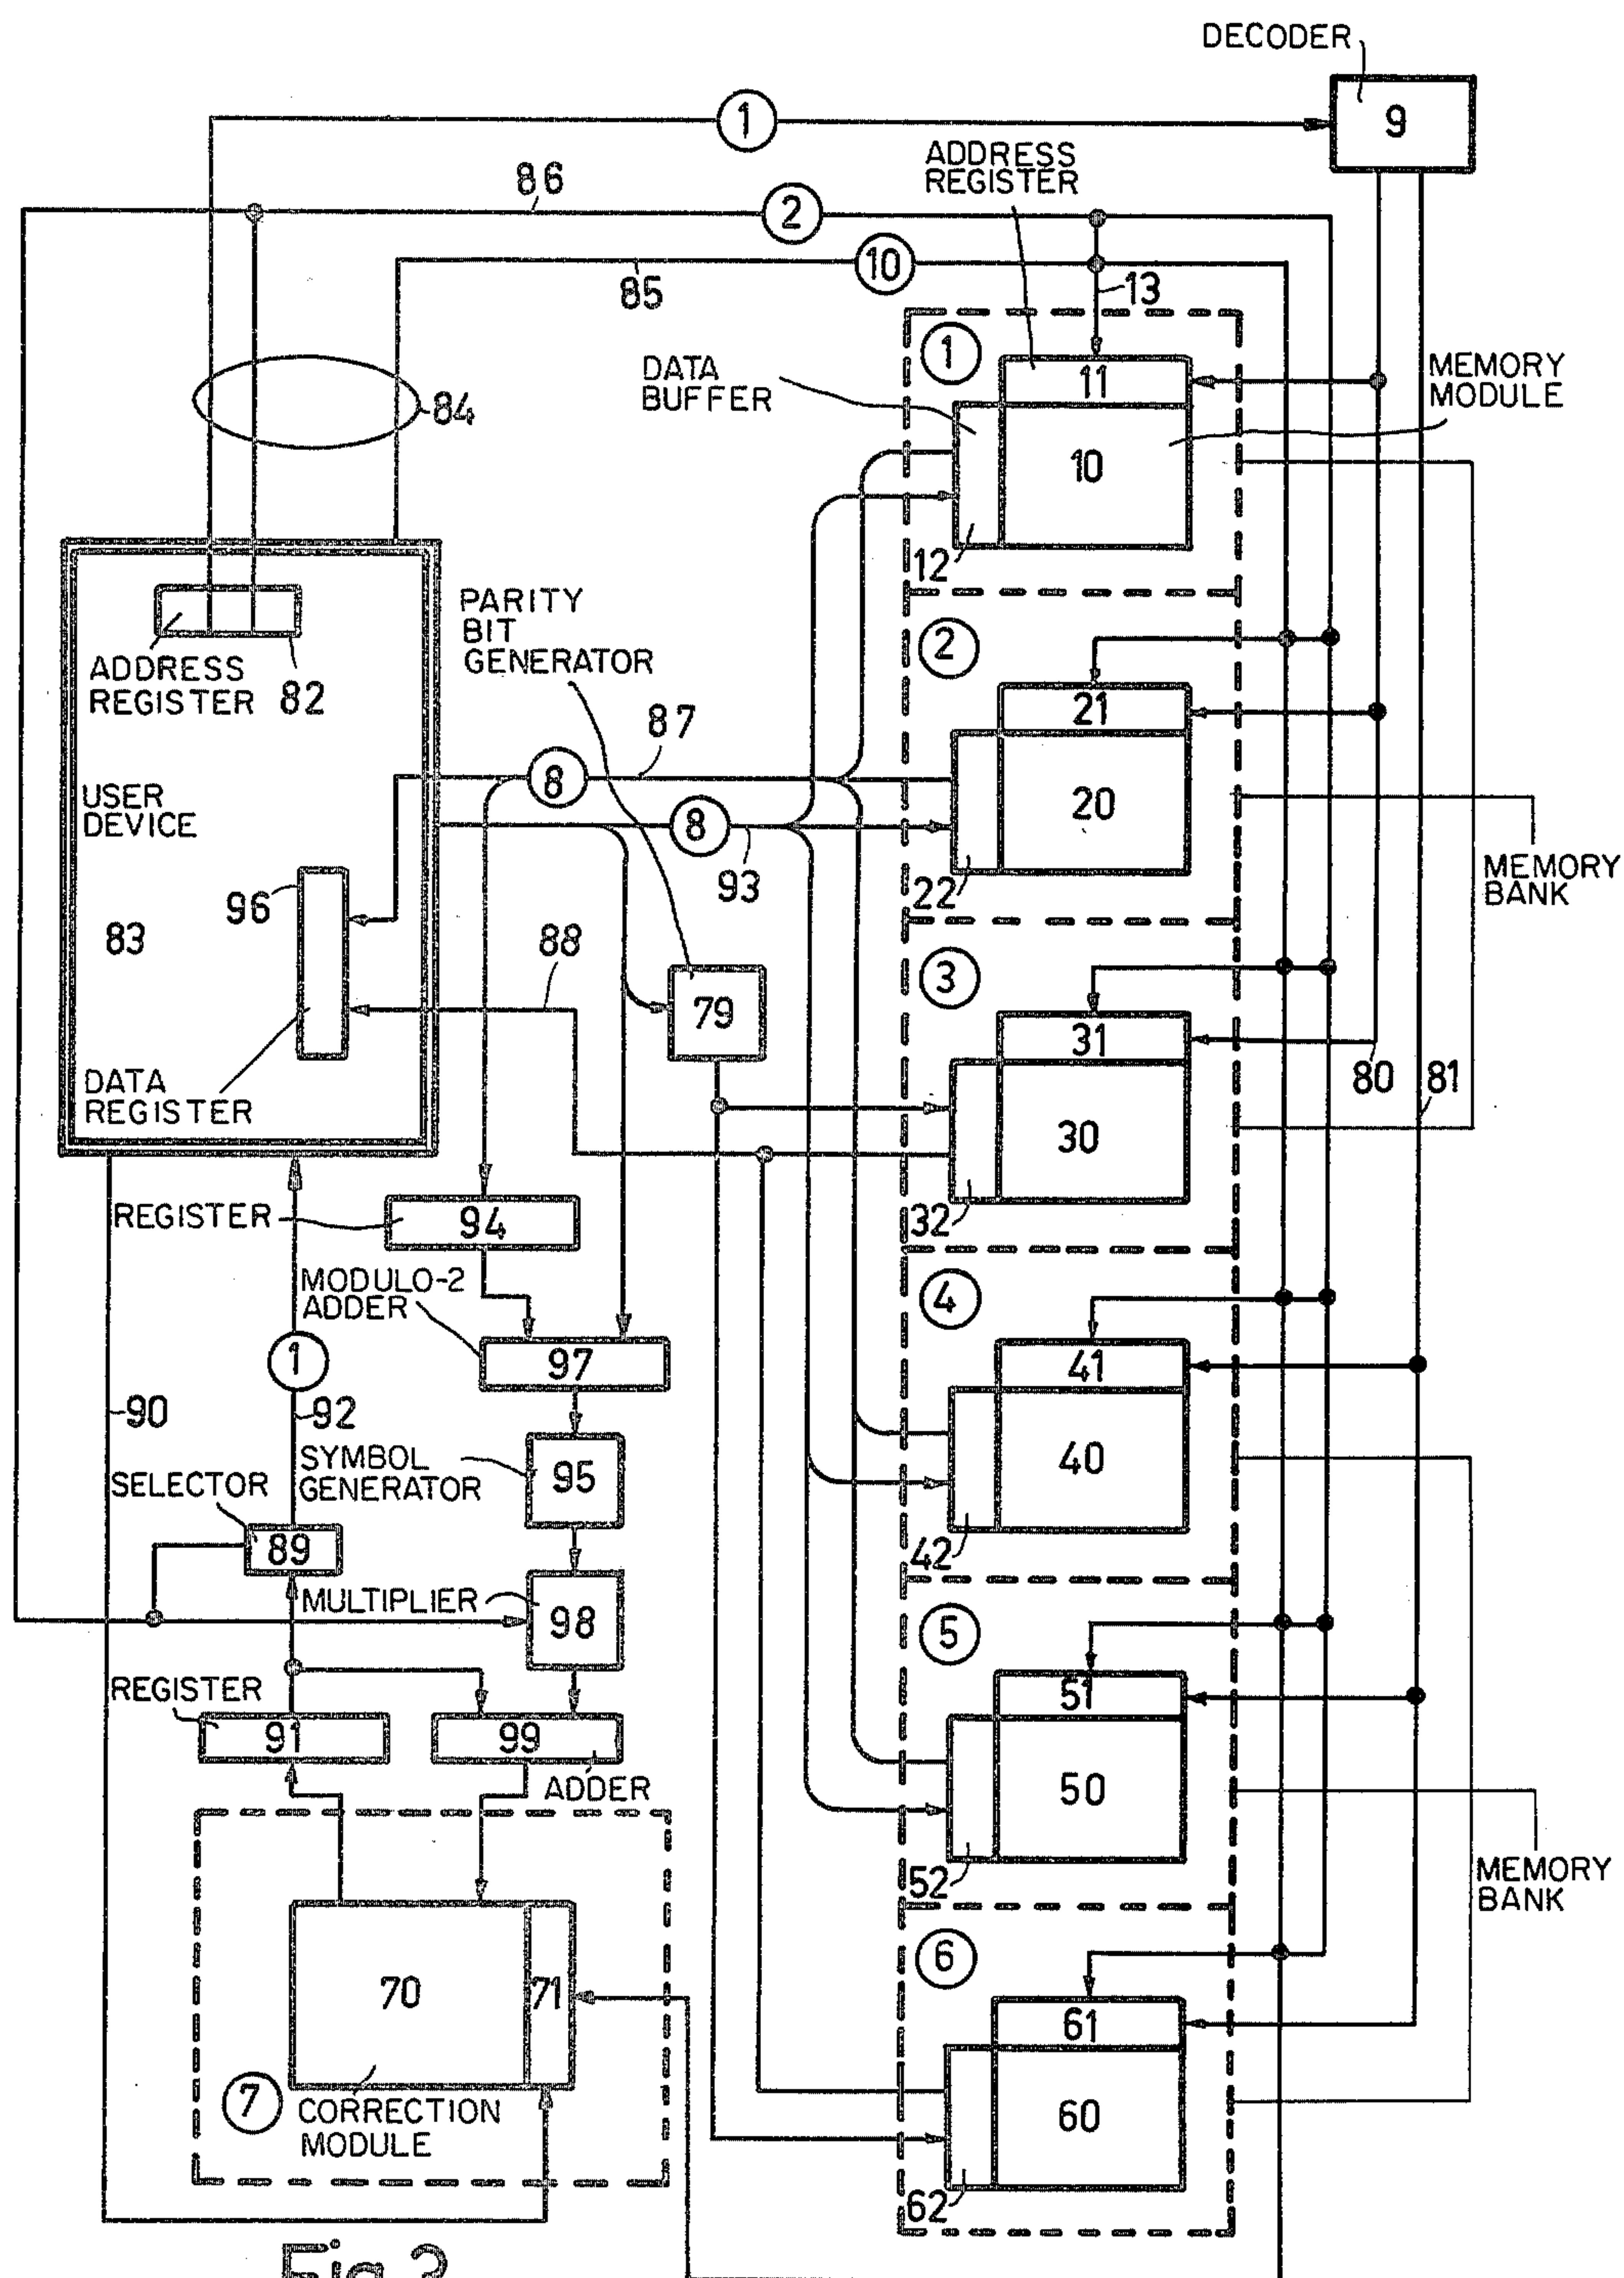 DECODER
9
1
ADDRESS
REGISTER
86
2
10
85
13
1
DATA
BUFFER
11
MEMORY
MODULE
84
10
12
PARITY
BIT
GENERATOR
2
ADDRESS
REGISTER 82
21
87
8
USER
DEVICE
20
8
93
22
MEMORY
BANK
96
83
88
3
79
31
80
81
DATA
REGISTER
30
32
REGISTER
94
MODULO-2
ADDER
4
1
97
41
90
92
SYMBOL
GENERATOR
95
40
SELECTOR
89
42
MULTIPLIER
98
5
REGISTER
91
99
51
ADDER
50
52
MEMORY
BANK
6
70
71
61
7
CORRECTION
MODULE
60
62
Fig. 2